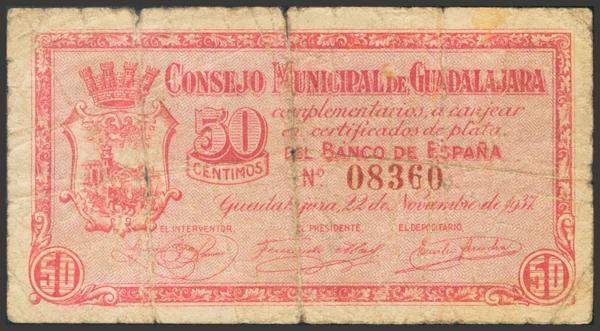 CONSEJO MUNICIPAL DE GUADALAJARA
50
CENTIMOS
complementarios, a canjear
en certificados de plata.
DEL BANCO DE ESPAÑA
Nº 08360
Guadalajara, 22 de Noviembre de 1937
EL INTERVENTOR, EL PRESIDENTE, EL DEPOSITARIO
50 50